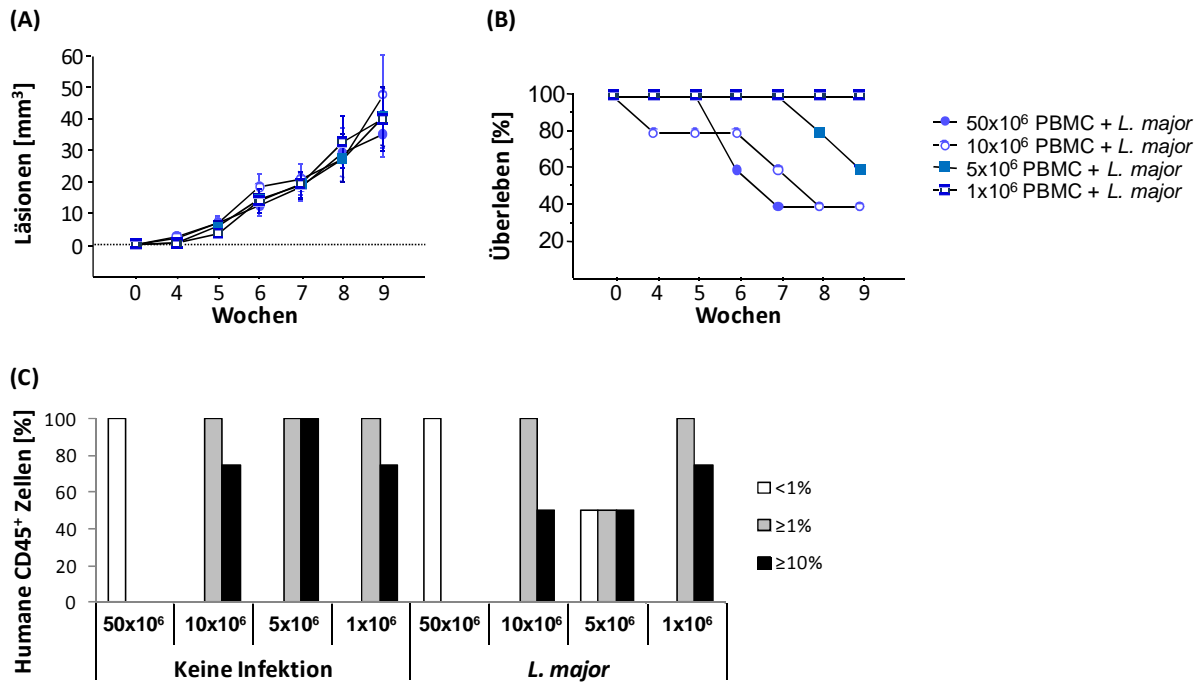 (A)
Läsionen [mm³]
60
50
40
30
20
10
0
0 4 5 6 7 8 9
Wochen
(B)
Überleben [%]
100
80
60
40
20
0 4 5 6 7 8 9
Wochen
50x10⁶ PBMC + L. major
10x10⁶ PBMC + L. major
5x10⁶ PBMC + L. major
1x10⁶ PBMC + L. major
(C)
Humane CD45⁺ Zellen [%]
100
80
60
40
20
0
50x10⁶ 10x10⁶ 5x10⁶ 1x10⁶ 50x10⁶ 10x10⁶ 5x10⁶ 1x10⁶
Keine Infektion L. major
<1%
≥1%
≥10%